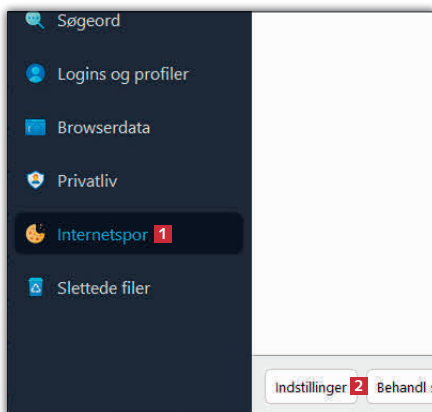 Søgeord
Logins og profiler
Browserdata
Privatliv
Internetspor 1
Slettede filer
Indstillinger 2 Behandl